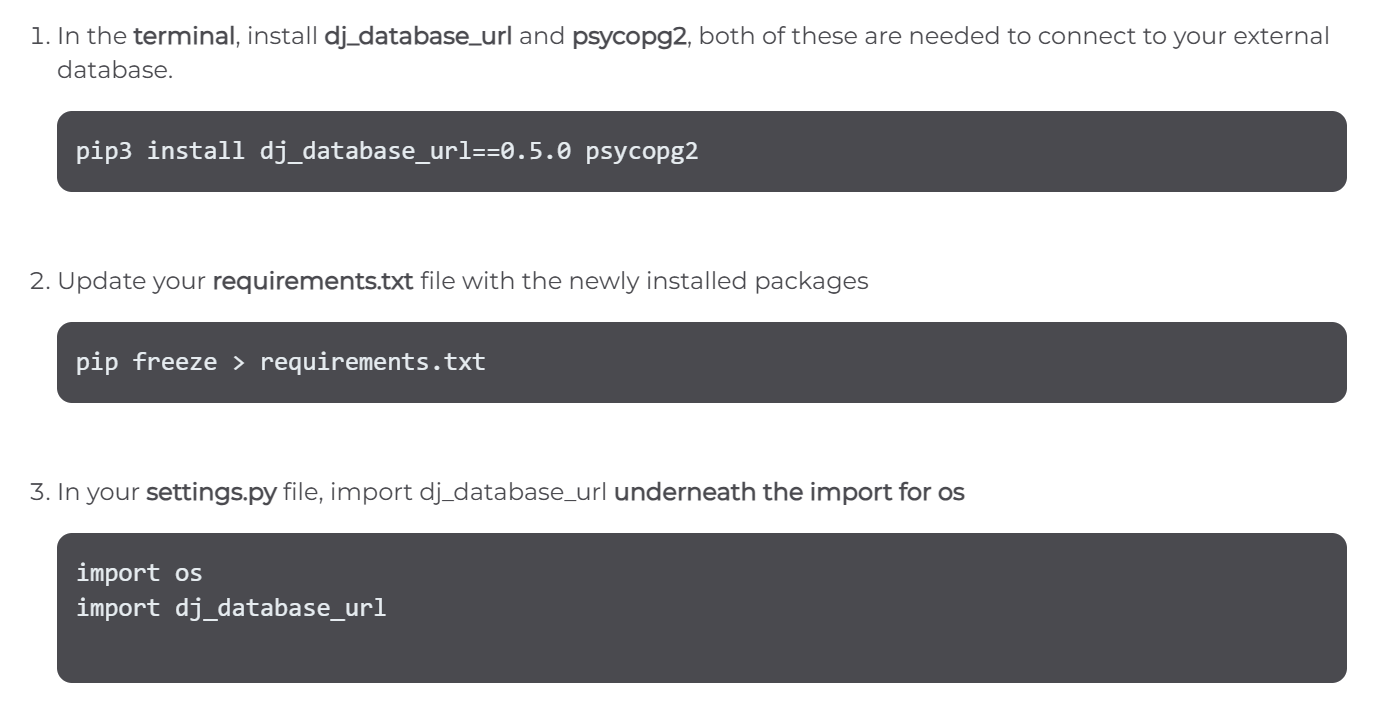 1. In the terminal, install dj_database_url and psycopg2, both of these are needed to connect to your external
database.
pip3 install dj_database_url==0.5.0 psycopg2
2. Update your requirements.txt file with the newly installed packages
pip freeze > requirements.txt
3. In your settings.py file, import dj_database_url underneath the import for os
import os
import dj_database_url